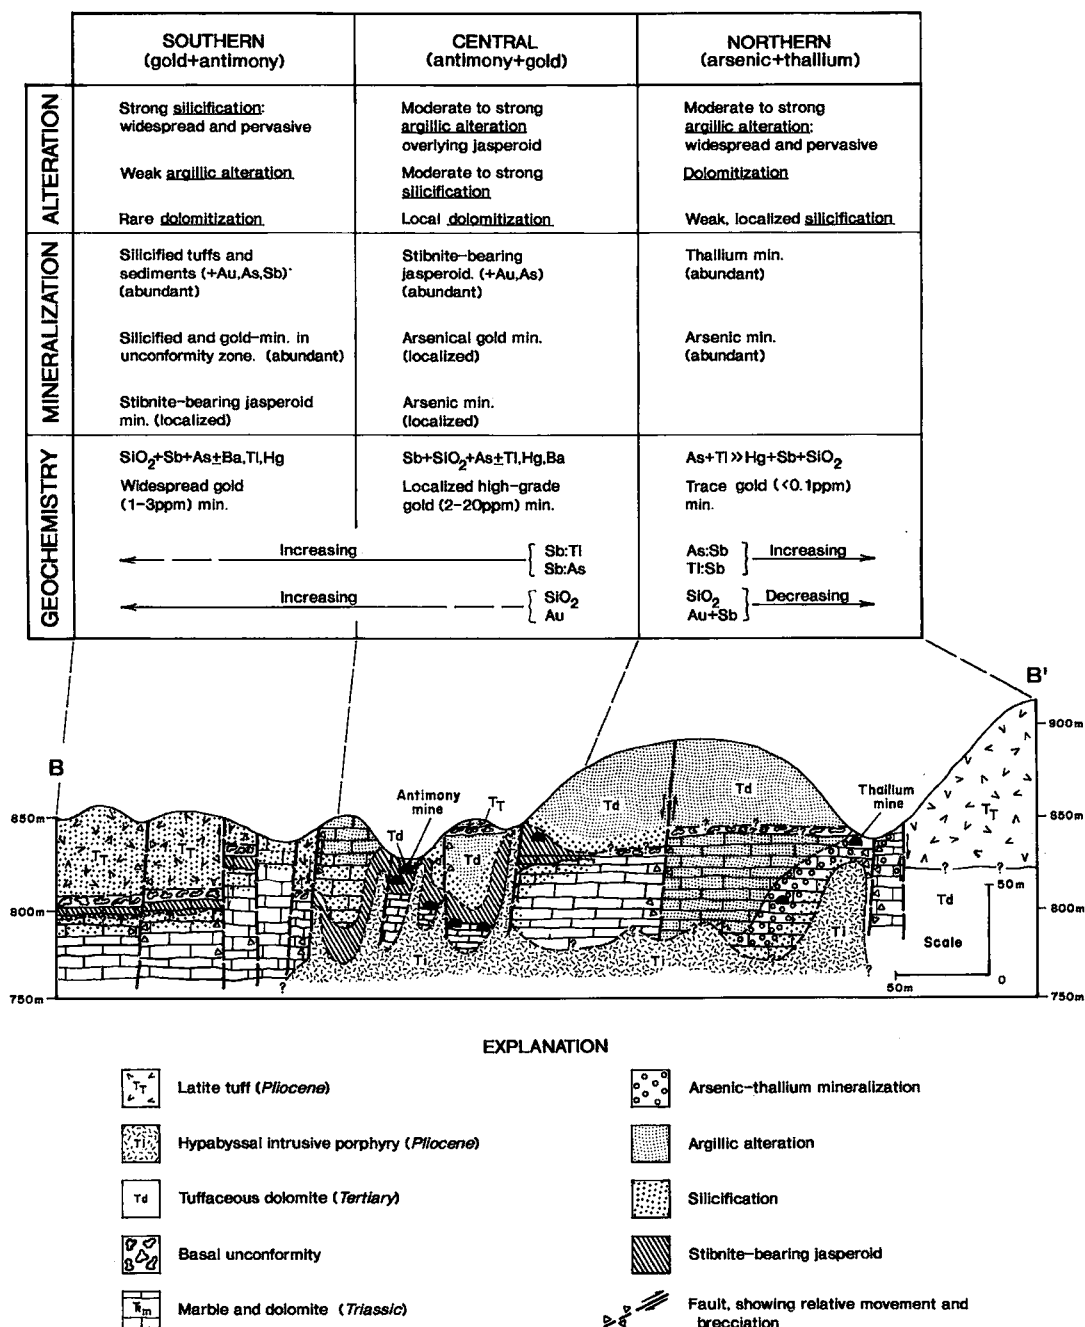 SOUTHERN
(gold+antimony)
CENTRAL
(antimony+gold)
NORTHERN
(arsenic+thallium)
ALTERATION
Strong silicification:
widespread and pervasive
Weak argillic alteration
Rare dolomitization
Moderate to strong
argillic alteration
overlying jasperoid
Moderate to strong
silicification
Local dolomitization
Moderate to strong
argillic alteration:
widespread and pervasive
Dolomitization
Weak, localized silicification
MINERALIZATION
Silicified tuffs and
sediments (+Au,As,Sb)
(abundant)
Silicified and gold-min. in
unconformity zone. (abundant)
Stibnite-bearing jasperoid
min. (localized)
Stibnite-bearing
jasperoid. (+Au,As)
(abundant)
Arsenical gold min.
(localized)
Arsenic min.
(localized)
Thallium min.
(abundant)
Arsenic min.
(abundant)
GEOCHEMISTRY
SiO2+Sb+As±Ba,Tl,Hg
Widespread gold
(1-3ppm) min.
Sb+SiO2+As±Tl,Hg,Ba
Localized high-grade
gold (2-20ppm) min.
As+Tl>>Hg+Sb+SiO2
Trace gold (<0.1ppm)
min.
Increasing
Sb:Tl
Sb:As
As:Sb
Tl:Sb
Increasing
Increasing
SiO2
Au
SiO2
Au+Sb
Decreasing
B
B'
900m
850m
800m
750m
850m
800m
750m
Antimony
mine
Thallium
mine
TT
TT
Td
TT
Td
Td
Td
TT
Td
Ti
Ti
Ti
?
?
?
?
?
?
?
?
50m
Scale
50m
0
EXPLANATION
TT
Latite tuff (Pliocene)
Ti
Hypabyssal intrusive porphyry (Pliocene)
Td
Tuffaceous dolomite (Tertiary)
Basal unconformity
Ꞧm
Marble and dolomite (Triassic)
Arsenic-thallium mineralization
Argillic alteration
Silicification
Stibnite-bearing jasperoid
Fault, showing relative movement and
brecciation